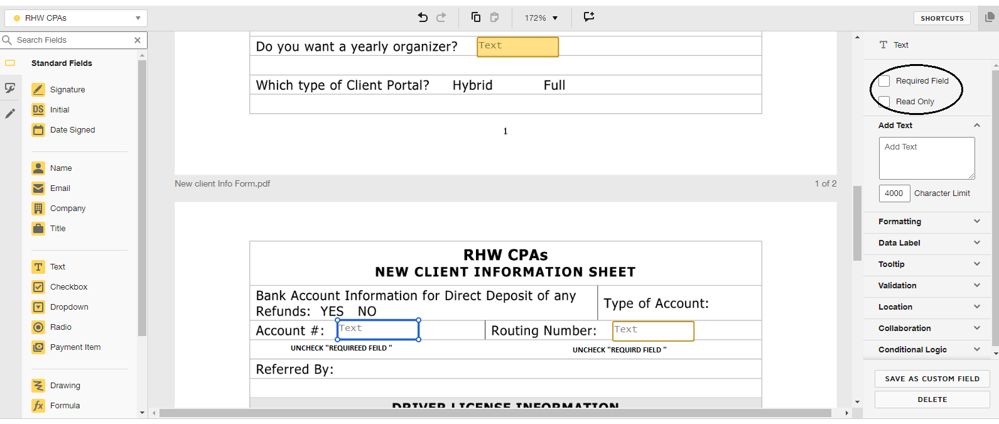 RHW CPAs
172%
SHORTCUTS
Search Fields
Standard Fields
Signature
DS Initial
Date Signed
Name
Email
Company
Title
T Text
Checkbox
Dropdown
Radio
Payment Item
Drawing
fx Formula
Do you want a yearly organizer? Text
Which type of Client Portal? Hybrid Full
1
New client Info Form.pdf 1 of 2
RHW CPAs
NEW CLIENT INFORMATION SHEET
Bank Account Information for Direct Deposit of any
Refunds: YES NO
Type of Account:
Account #: Text
Routing Number: Text
UNCHECK "REQUIREED FEILD "
UNCHECK "REQUIRD FIELD "
Referred By:
DRIVER LICENSE INFORMATION
T Text
Required Field
Read Only
Add Text
Add Text
4000 Character Limit
Formatting
Data Label
Tooltip
Validation
Location
Collaboration
Conditional Logic
SAVE AS CUSTOM FIELD
DELETE